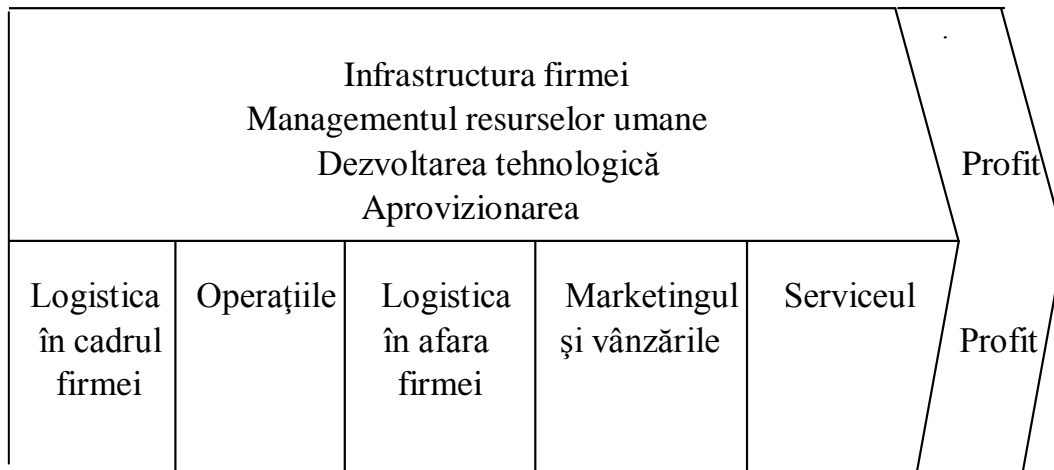 Infrastructura firmei
Managementul resurselor umane
Dezvoltarea tehnologică
Aprovizionarea
Profit
Logistica
în cadrul
firmei
Operaţiile
Logistica
în afara
firmei
Marketingul
şi vânzările
Serviceul
Profit